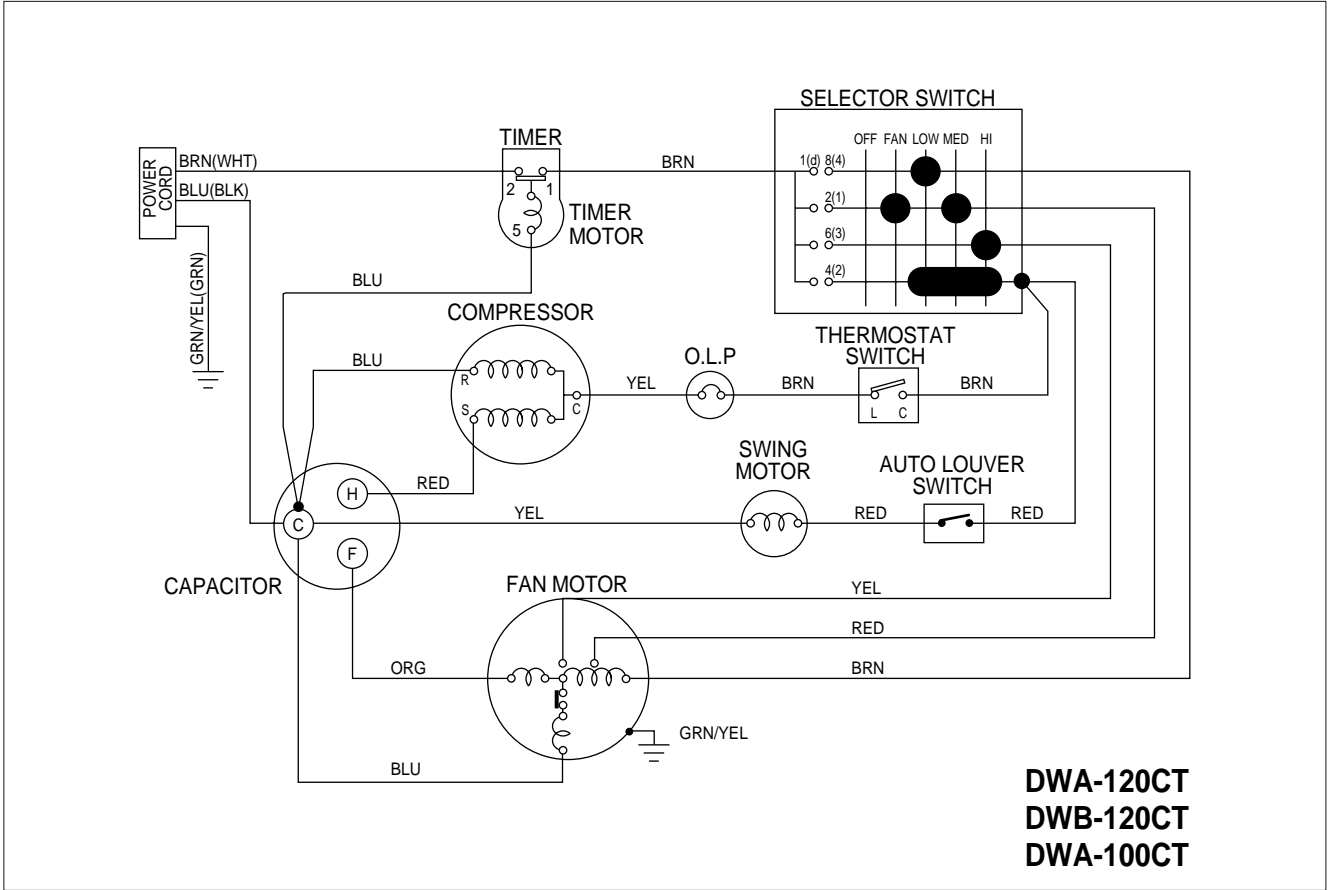 SELECTOR SWITCH
OFF FAN LOW MED HI
1(d) 8(4)
2(1)
6(3)
4(2)
TIMER
2 1
5
TIMER
MOTOR
POWER
CORD
BRN(WHT)
BLU(BLK)
GRN/YEL(GRN)
BRN
BLU
COMPRESSOR
BLU
R
S
C
YEL
O.L.P
BRN
THERMOSTAT
SWITCH
L C
BRN
H
RED
C
F
CAPACITOR
YEL
SWING
MOTOR
RED
AUTO LOUVER
SWITCH
RED
FAN MOTOR
YEL
RED
BRN
ORG
GRN/YEL
BLU
DWA-120CT
DWB-120CT
DWA-100CT